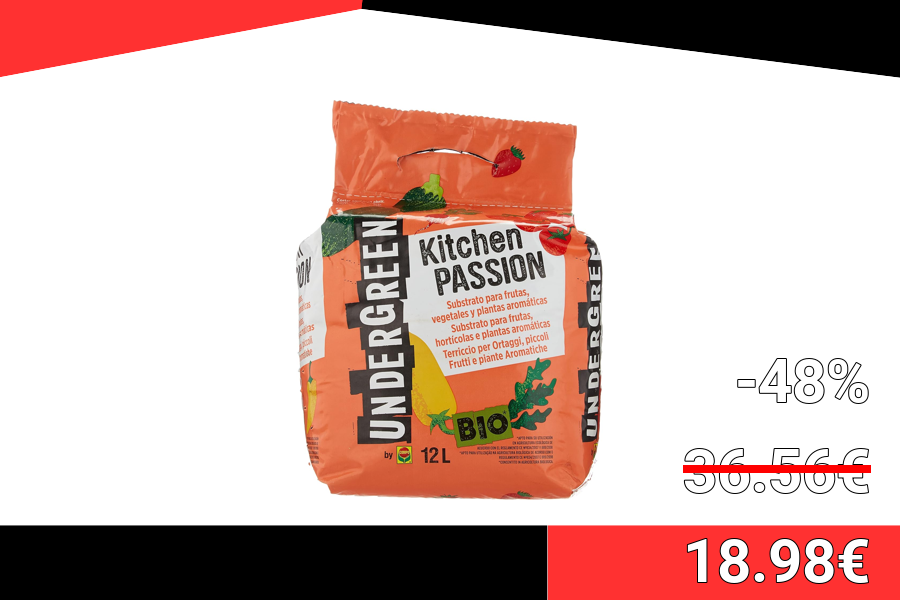 UNDERGREEN
Kitchen
PASSION
Substrato para frutas,
vegetales y plantas aromáticas
Substrato para frutas,
hortícolas e plantas aromáticas
Terriccio per Ortaggi, piccoli
Frutti e piante Aromatiche
BIO
by
12 L
UNDERGREEN
-48%
36.56€
18.98€